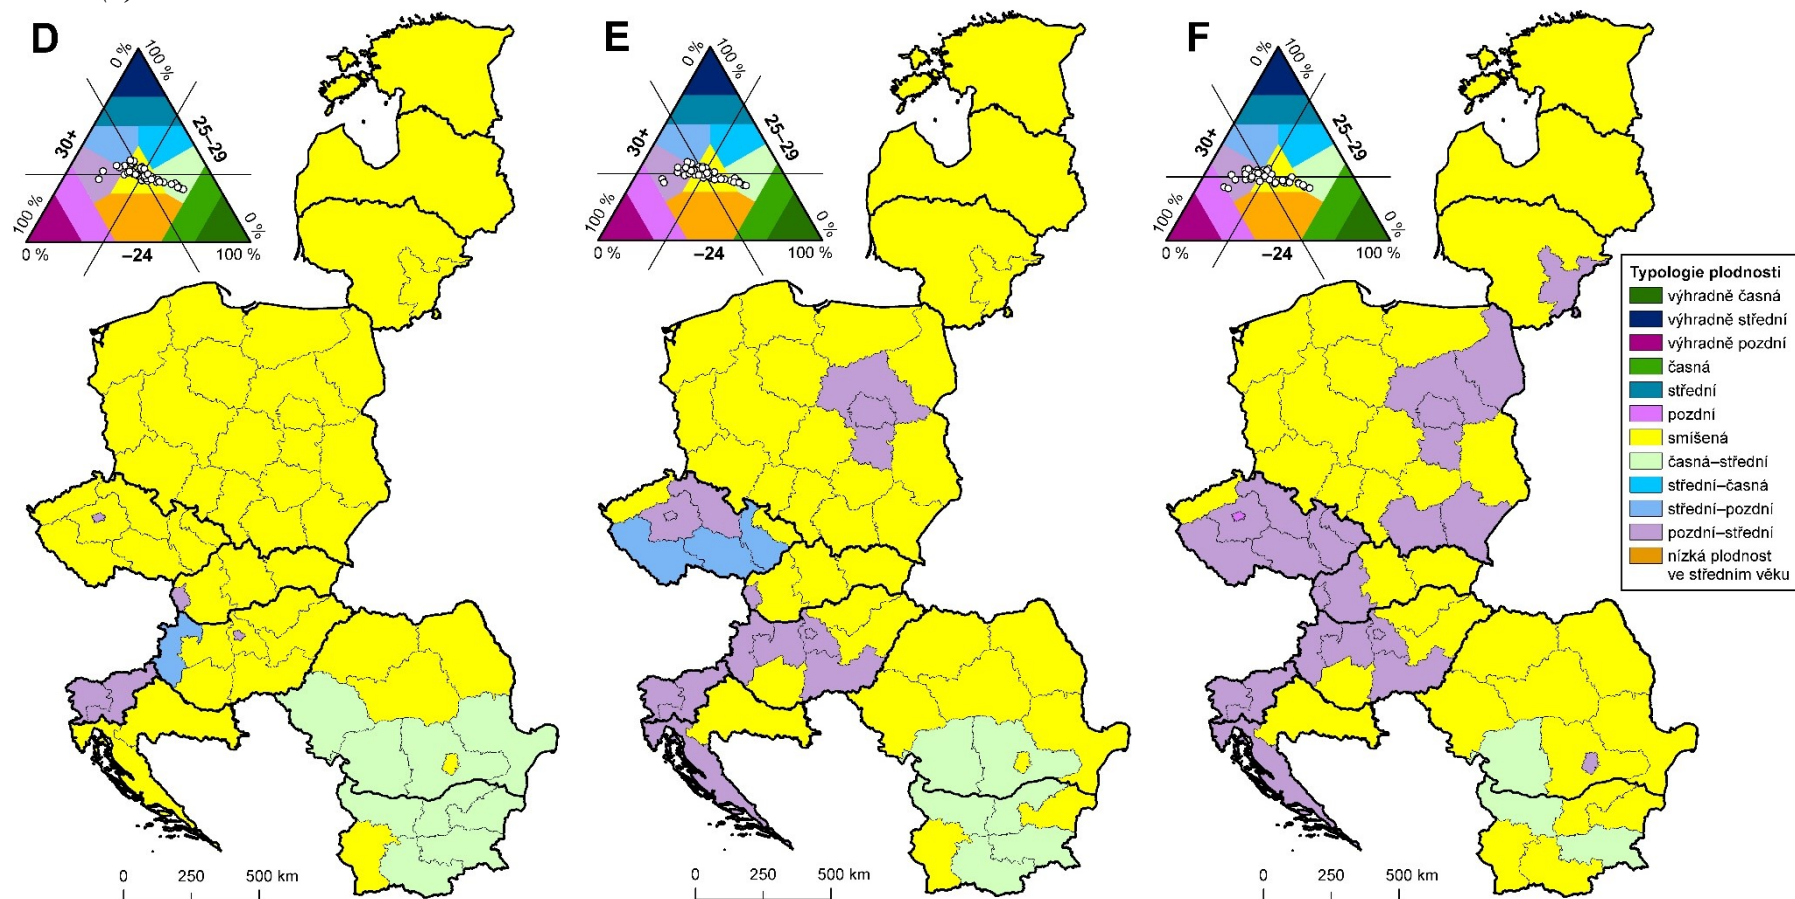 D
0 %
100 %
30+
25–29
100 %
0 %
0 %
–24
100 %
0
250
500 km
E
0 %
100 %
30+
25–29
100 %
0 %
0 %
–24
100 %
0
250
500 km
F
0 %
100 %
30+
25–29
100 %
0 %
0 %
–24
100 %
0
250
500 km
Typologie plodnosti
výhradně časná
výhradně střední
výhradně pozdní
časná
střední
pozdní
smíšená
časná–střední
střední–časná
střední–pozdní
pozdní–střední
nízká plodnost
ve středním věku